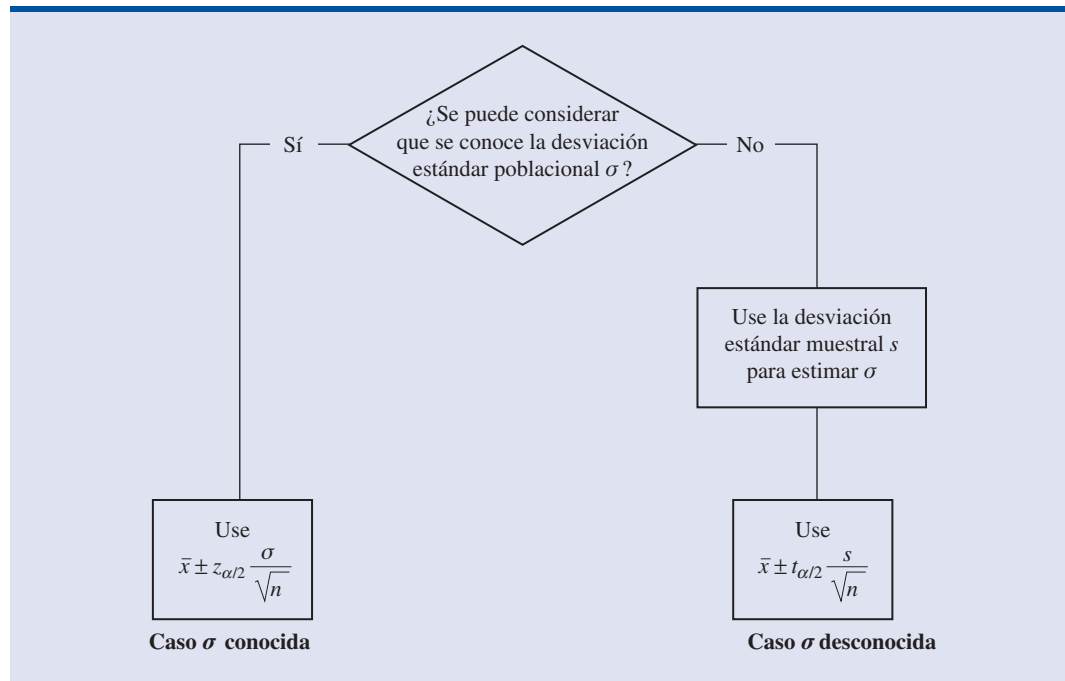 ¿Se puede considerar
que se conoce la desviación
estándar poblacional σ ?
Sí
No
Use la desviación
estándar muestral s
para estimar σ
Use
x̄ ± z_{α/2} σ/√n
Caso σ conocida
Use
x̄ ± t_{α/2} s/√n
Caso σ desconocida